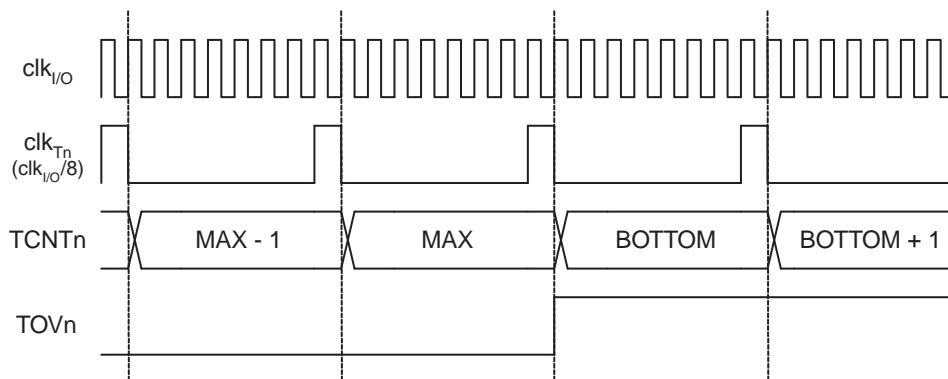 clkI/O
clkTn
(clkI/O/8)
TCNTn MAX - 1 MAX BOTTOM BOTTOM + 1
TOVn